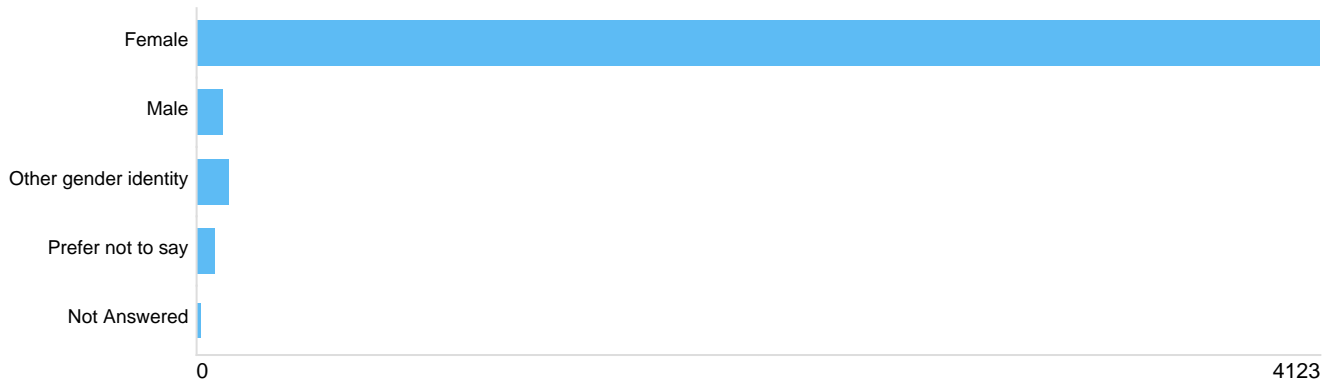 Female
Male
Other gender identity
Prefer not to say
Not Answered
0 4123